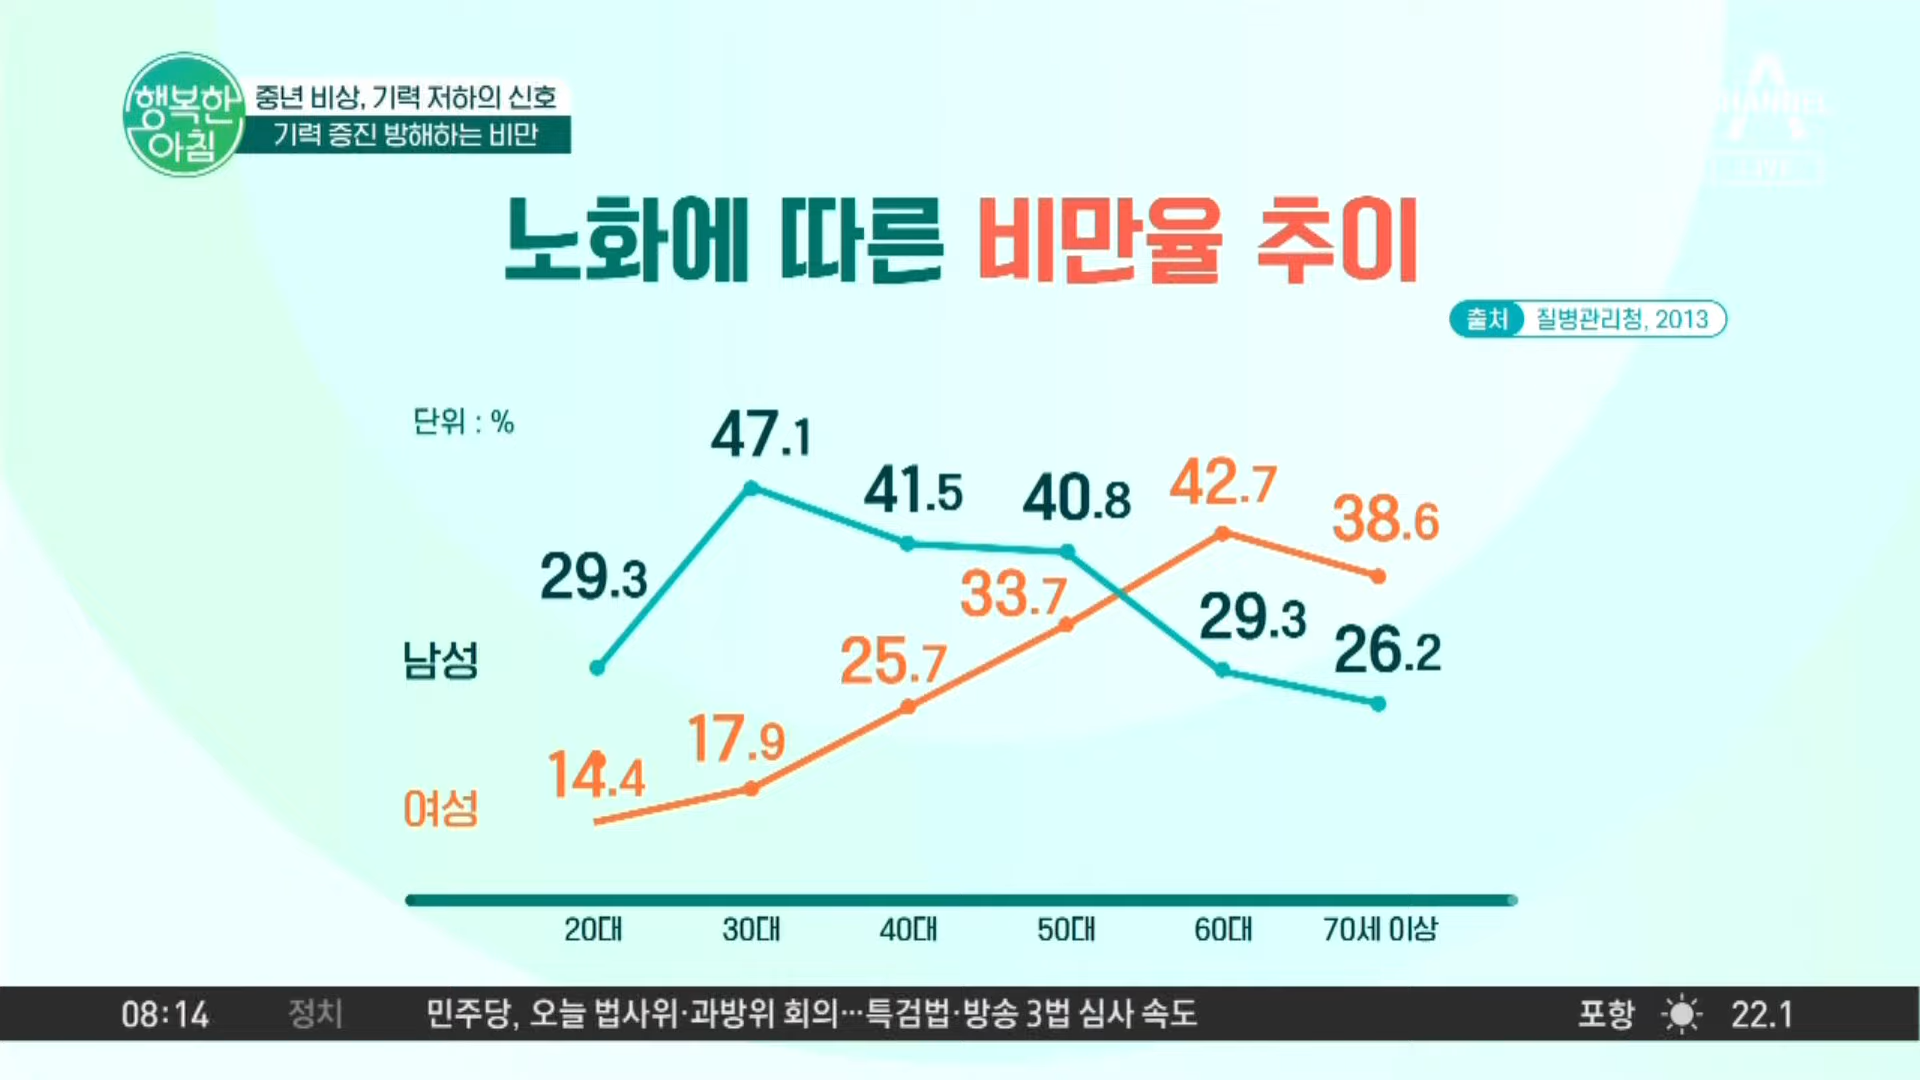 행복한
아침
중년 비상, 기력 저하의 신호
기력 증진 방해하는 비만
CHANNEL A
LIVE
노화에 따른 비만율 추이
출처 질병관리청, 2013
단위 : %
남성
29.3
47.1
41.5
40.8
29.3
26.2
여성
14.4
17.9
25.7
33.7
42.7
38.6
20대 30대 40대 50대 60대 70세 이상
08:14 정치 민주당, 오늘 법사위·과방위 회의…특검법·방송 3법 심사 속도 포항 22.1